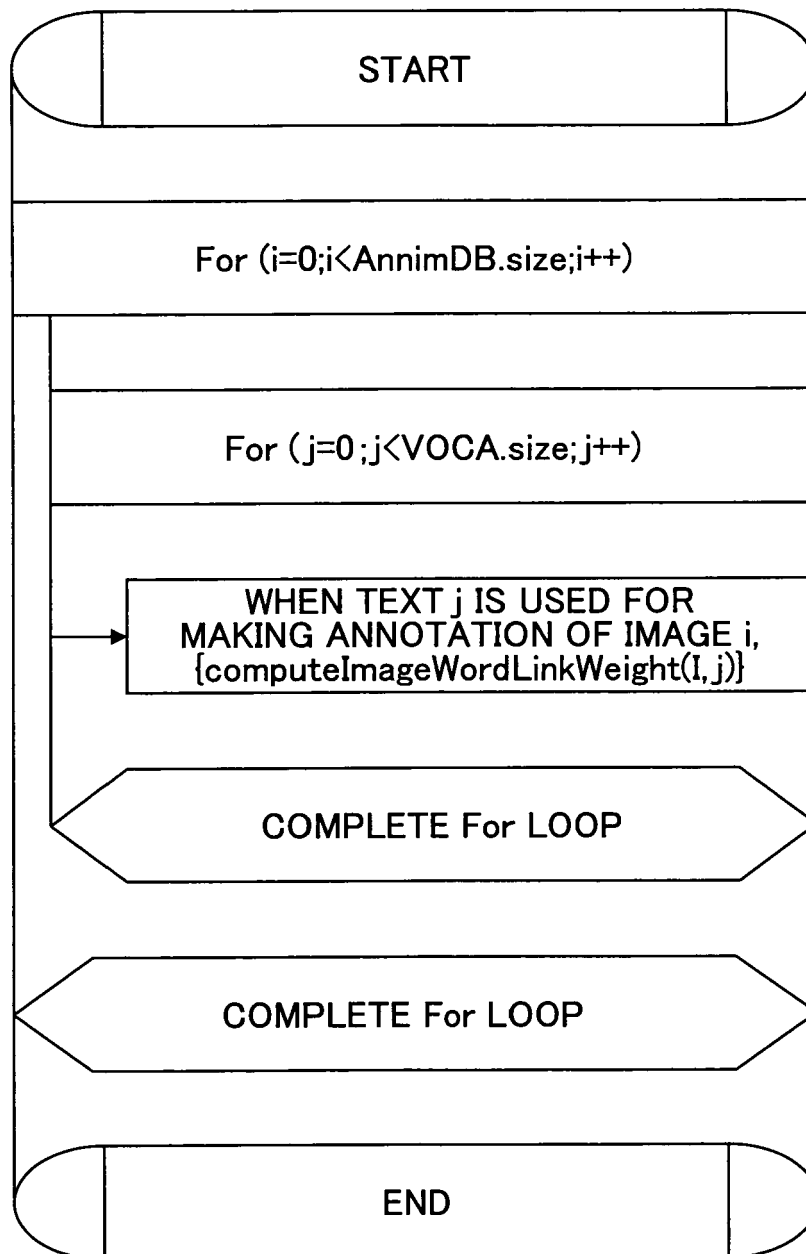 START
For (i=0;i<AnnimDB.size;i++)
For (j=0;j<VOCA.size;j++)
WHEN TEXT j IS USED FOR
MAKING ANNOTATION OF IMAGE i,
{computeImageWordLinkWeight(I,j)}
COMPLETE For LOOP
COMPLETE For LOOP
END